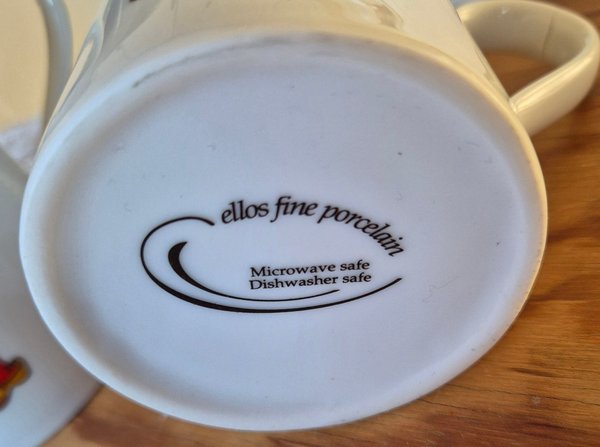 ellos fine porcelain
Microwave safe
Dishwasher safe